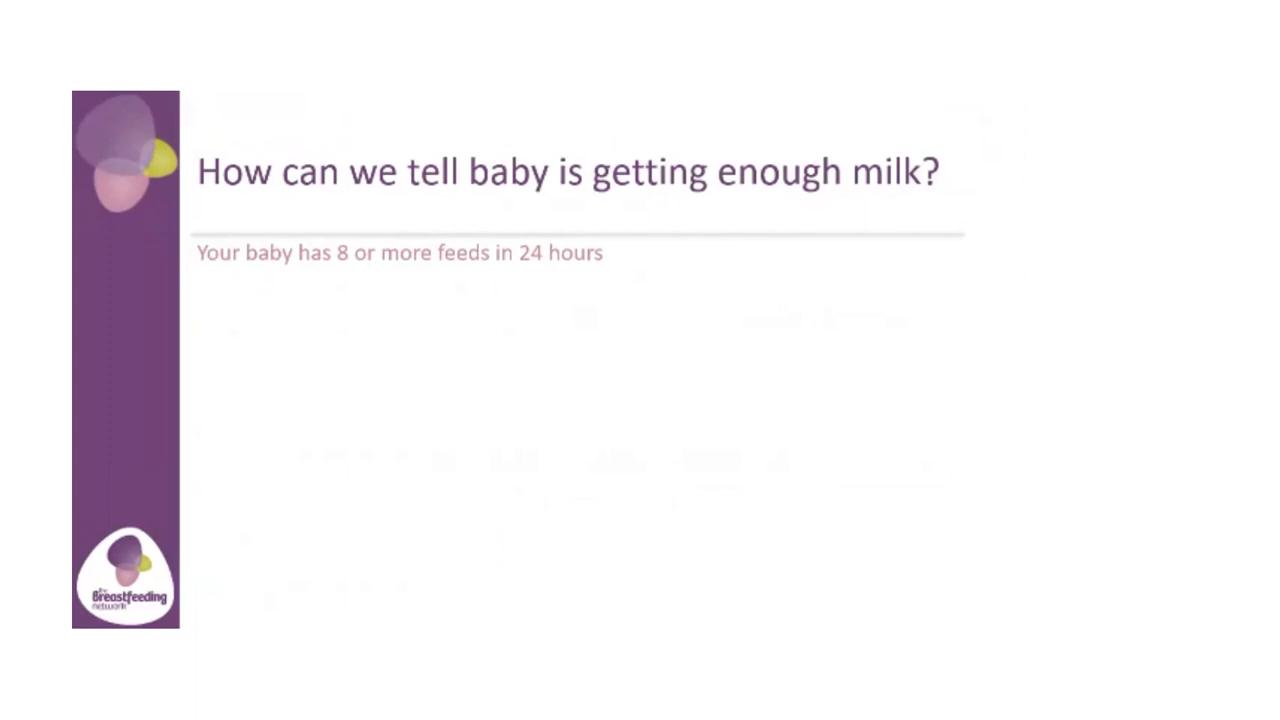 How can we tell baby is getting enough milk?
Your baby has 8 or more feeds in 24 hours
the
Breastfeeding
network